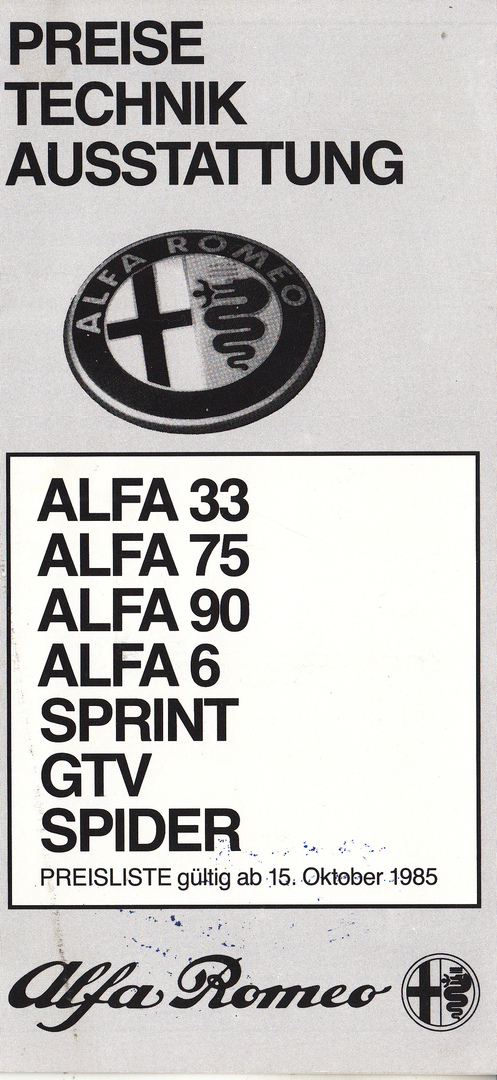 PREISE
TECHNIK
AUSSTATTUNG
ALFA ROMEO
ALFA 33
ALFA 75
ALFA 90
ALFA 6
SPRINT
GTV
SPIDER
PREISLISTE gültig ab 15. Oktober 1985
Alfa Romeo